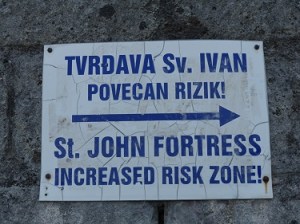 TVRĐAVA Sv. IVAN
POVEĆAN RIZIK!
St. JOHN FORTRESS
INCREASED RISK ZONE!